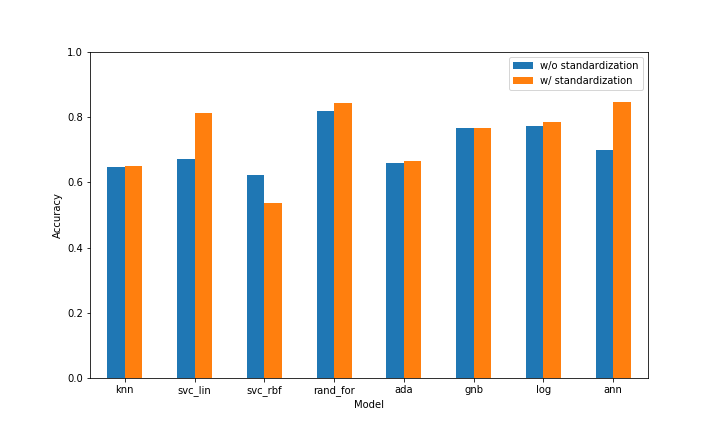 1.0
0.8
0.6
0.4
0.2
0.0
Accuracy
w/o standardization
w/ standardization
knn svc_lin svc_rbf rand_for ada gnb log ann
Model